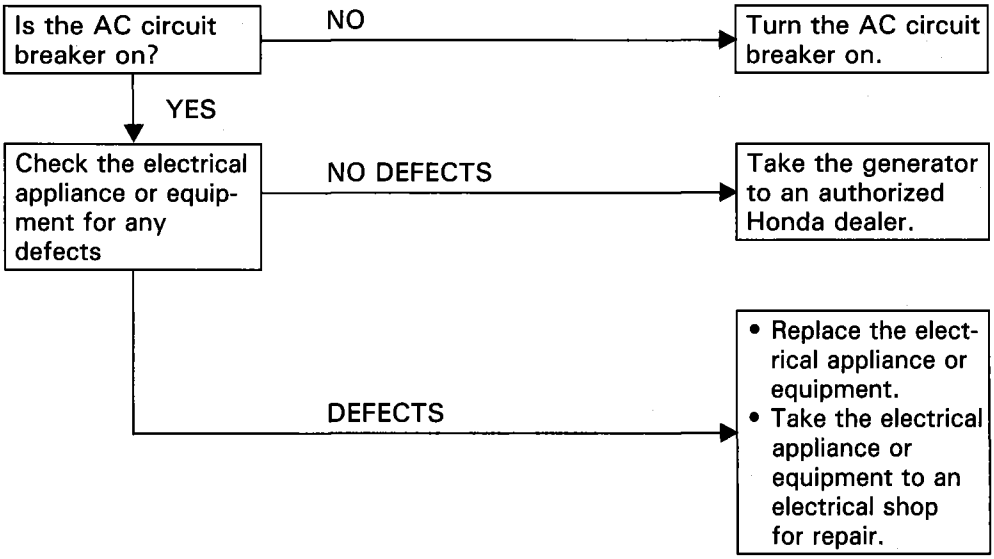 Is the AC circuit
breaker on?
NO
Turn the AC circuit
breaker on.
YES
Check the electrical
appliance or equip-
ment for any
defects
NO DEFECTS
Take the generator
to an authorized
Honda dealer.
DEFECTS
• Replace the elect-
rical appliance or
equipment.
• Take the electrical
appliance or
equipment to an
electrical shop
for repair.